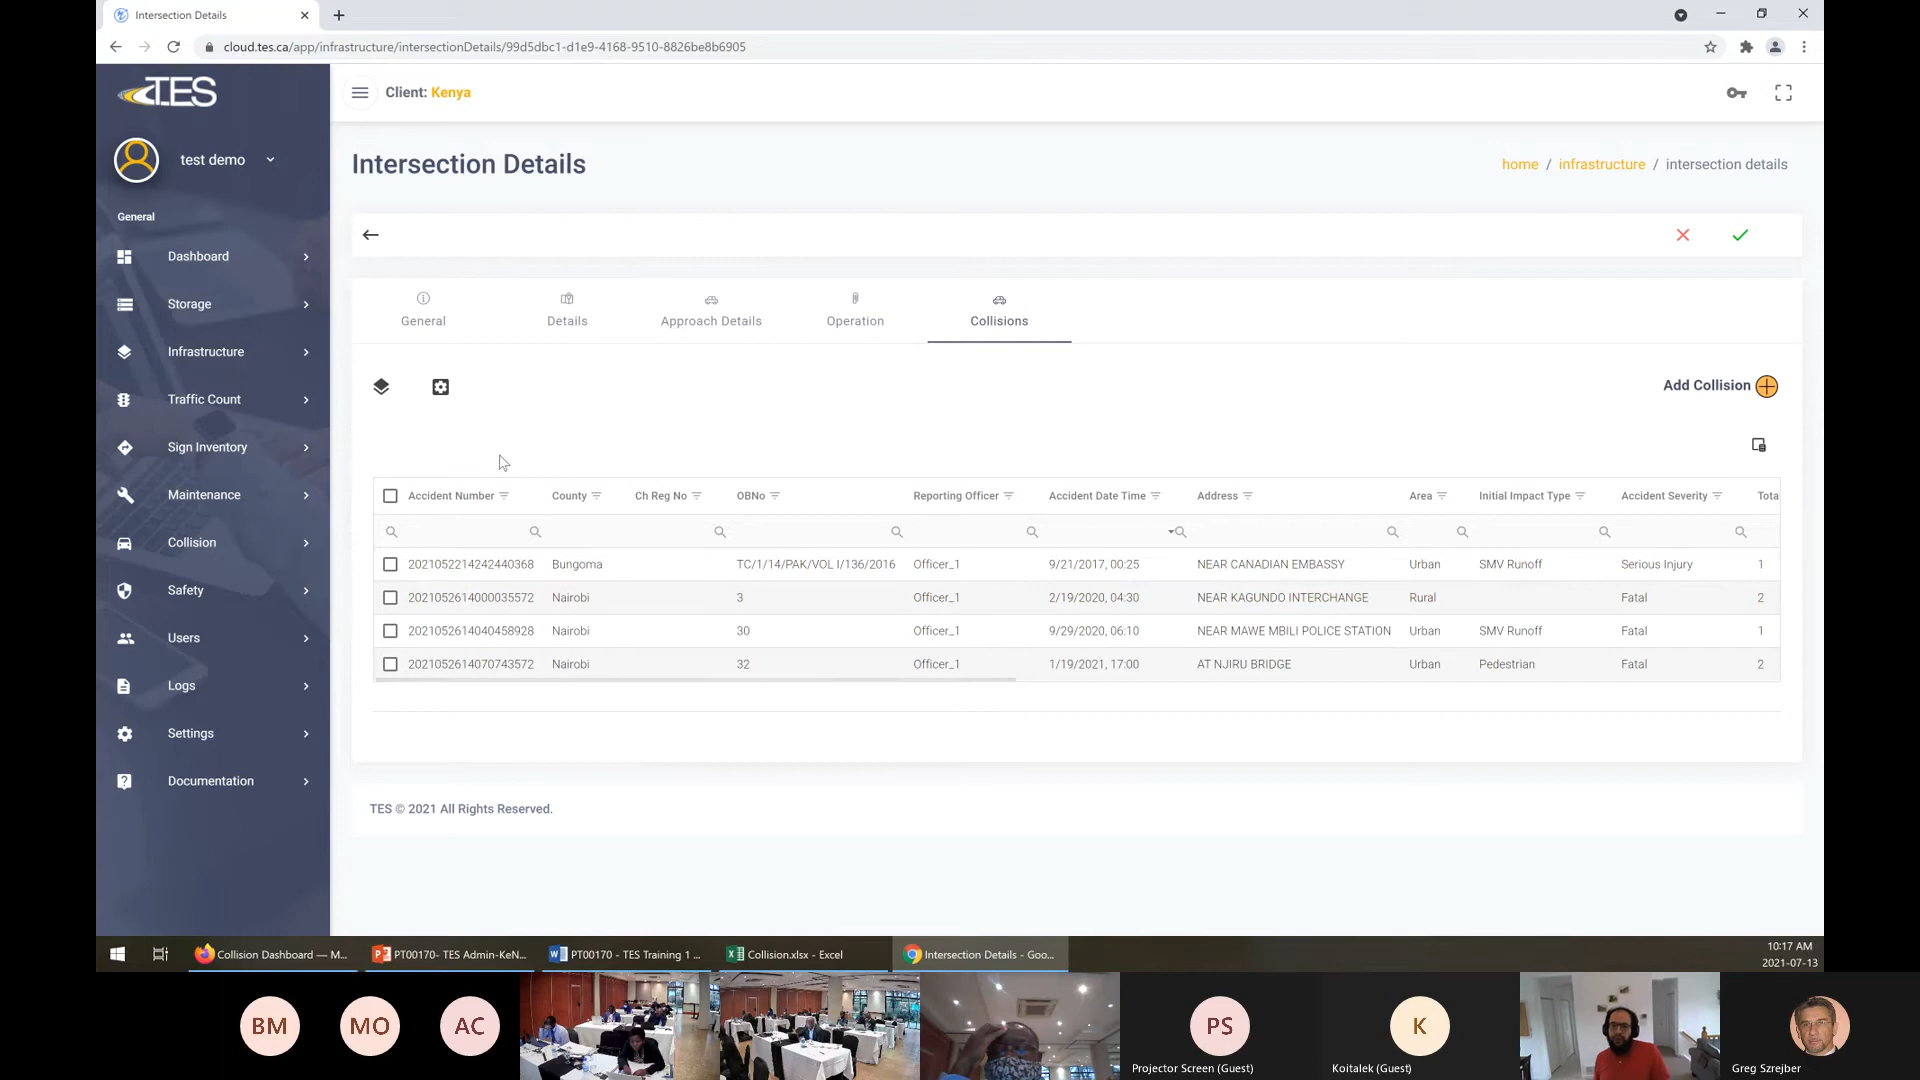 Intersection Details
cloud.tes.ca/app/infrastructure/intersectionDetails/99d5dbc1-d1e9-4168-9510-8826be8b6905
TES
Client: Kenya
test demo
Intersection Details
home / infrastructure / intersection details
General
Dashboard
Storage
Infrastructure
Traffic Count
Sign Inventory
Maintenance
Collision
Safety
Users
Logs
Settings
Documentation
General Details Approach Details Operation Collisions
Add Collision
Accident Number County Ch Reg No OBNo Reporting Officer Accident Date Time Address Area Initial Impact Type Accident Severity Tota
2021052214242440368 Bungoma TC/1/14/PAK/VOL I/136/2016 Officer_1 9/21/2017, 00:25 NEAR CANADIAN EMBASSY Urban SMV Runoff Serious Injury 1
2021052614000035572 Nairobi 3 Officer_1 2/19/2020, 04:30 NEAR KAGUNDO INTERCHANGE Rural Fatal 2
2021052614040458928 Nairobi 30 Officer_1 9/29/2020, 06:10 NEAR MAWE MBILI POLICE STATION Urban SMV Runoff Fatal 1
2021052614070743572 Nairobi 32 Officer_1 1/19/2021, 17:00 AT NJIRU BRIDGE Urban Pedestrian Fatal 2
TES © 2021 All Rights Reserved.
Collision Dashboard — M... PT00170- TES Admin-KeN... PT00170 - TES Training 1 ... Collision.xlsx - Excel Intersection Details - Goo...
10:17 AM
2021-07-13
BM MO AC PS K
Projector Screen (Guest) Koitalek (Guest) Greg Szrejber